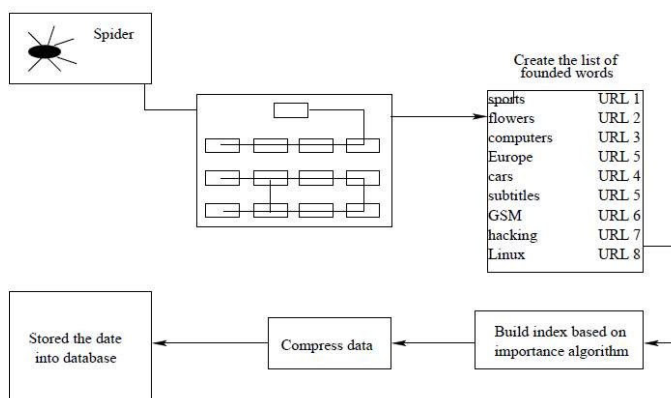 Spider
Create the list of
founded words
sports URL 1
flowers URL 2
computers URL 3
Europe URL 5
cars URL 4
subtitles URL 5
GSM URL 6
hacking URL 7
Linux URL 8
Stored the date
into database
Compress data
Build index based on
importance algorithm